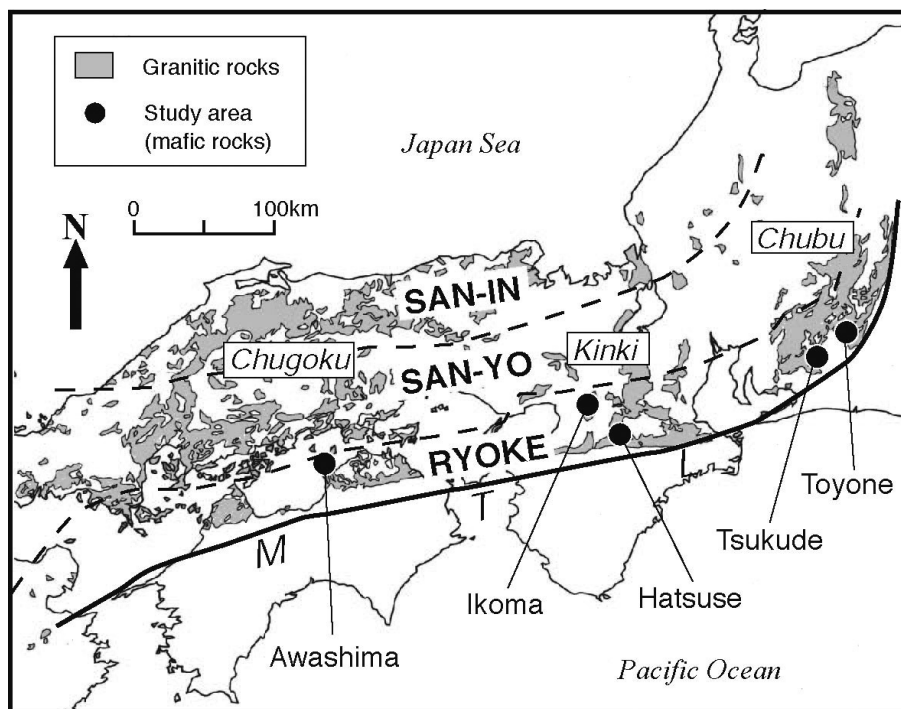 Granitic rocks
Study area
(mafic rocks)
Japan Sea
0 100km
N
Chubu
SAN-IN
Chugoku
Kinki
SAN-YO
RYOKE
M T
Toyone
Tsukude
Ikoma
Hatsuse
Awashima
Pacific Ocean